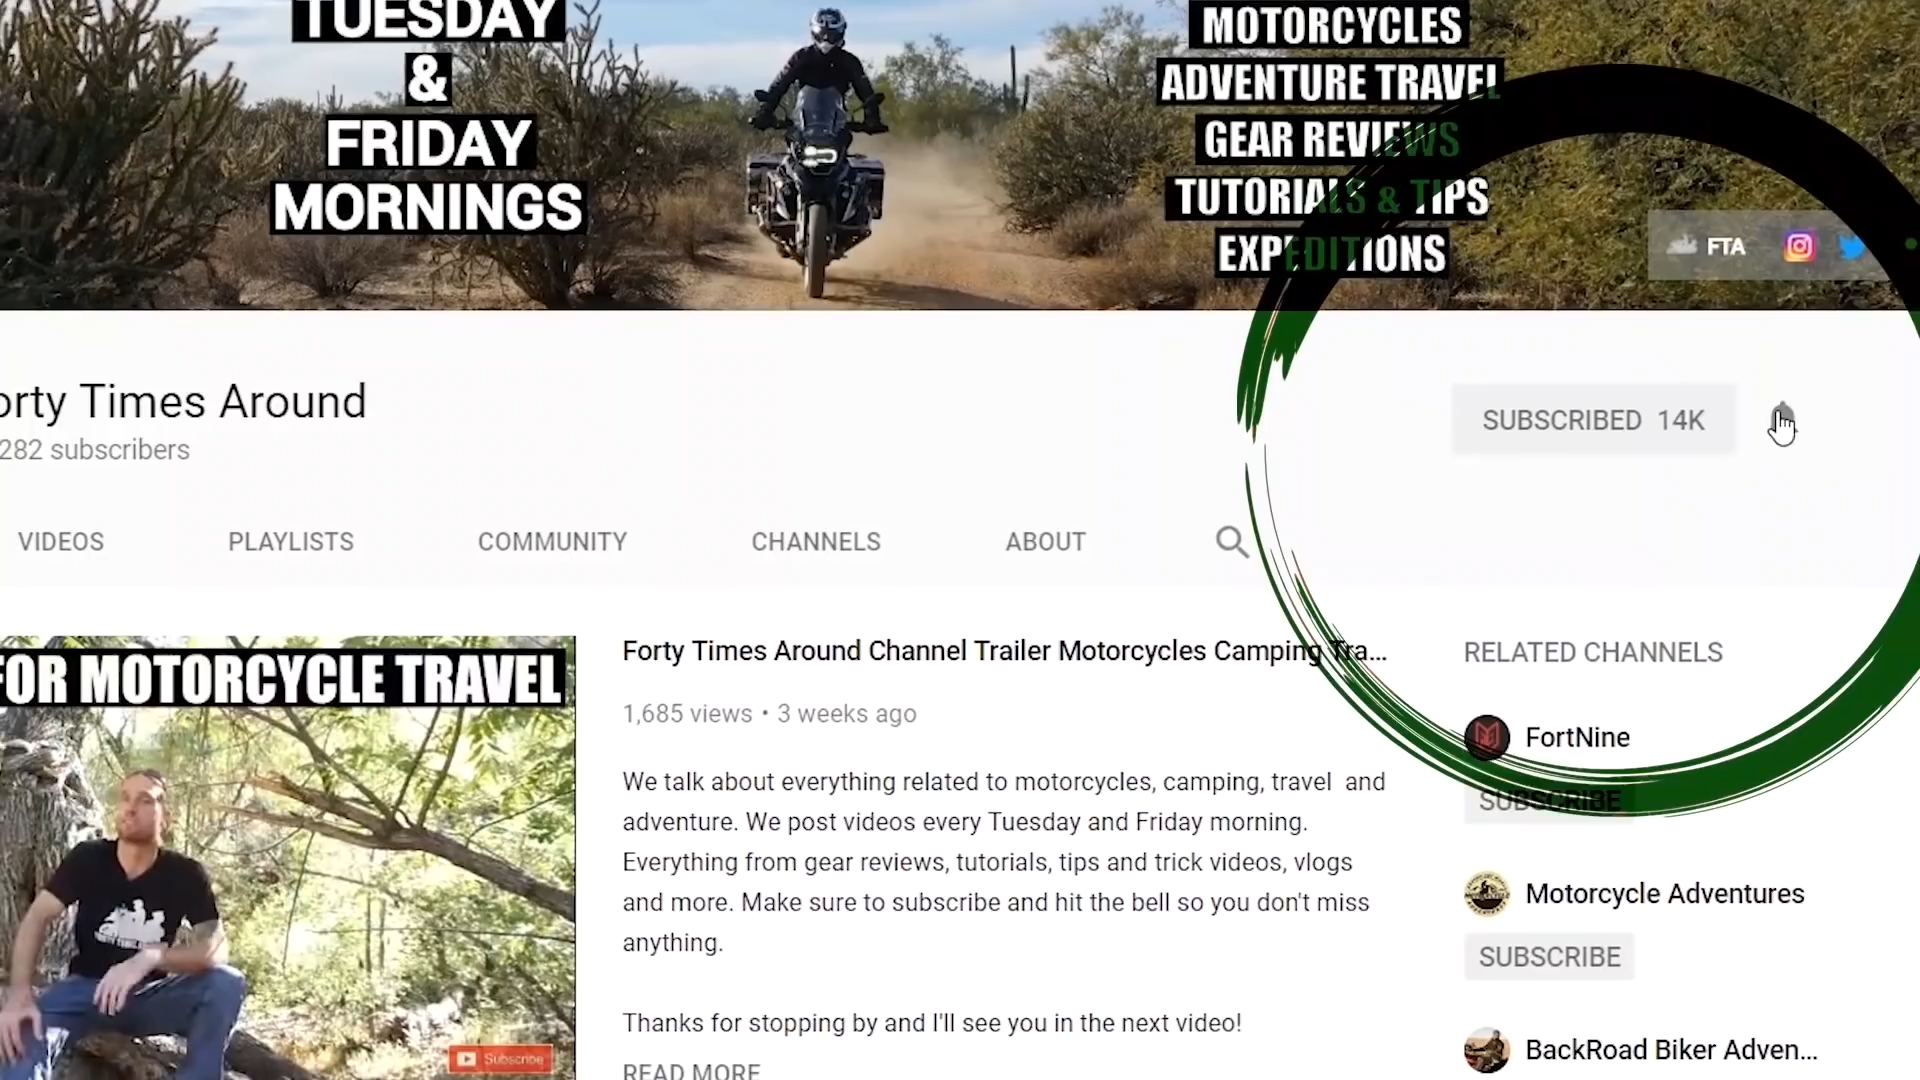 TUESDAY
&
FRIDAY
MORNINGS
MOTORCYCLES
ADVENTURE TRAVEL
GEAR REVIEWS
TUTORIALS & TIPS
EXPEDITIONS
FTA
orty Times Around
282 subscribers
SUBSCRIBED 14K
VIDEOS PLAYLISTS COMMUNITY CHANNELS ABOUT
FOR MOTORCYCLE TRAVEL
Subscribe
Forty Times Around Channel Trailer Motorcycles Camping Tra...
1,685 views • 3 weeks ago
We talk about everything related to motorcycles, camping, travel and
adventure. We post videos every Tuesday and Friday morning.
Everything from gear reviews, tutorials, tips and trick videos, vlogs
and more. Make sure to subscribe and hit the bell so you don't miss
anything.
Thanks for stopping by and I'll see you in the next video!
READ MORE
RELATED CHANNELS
FortNine
SUBSCRIBE
Motorcycle Adventures
SUBSCRIBE
BackRoad Biker Adven...